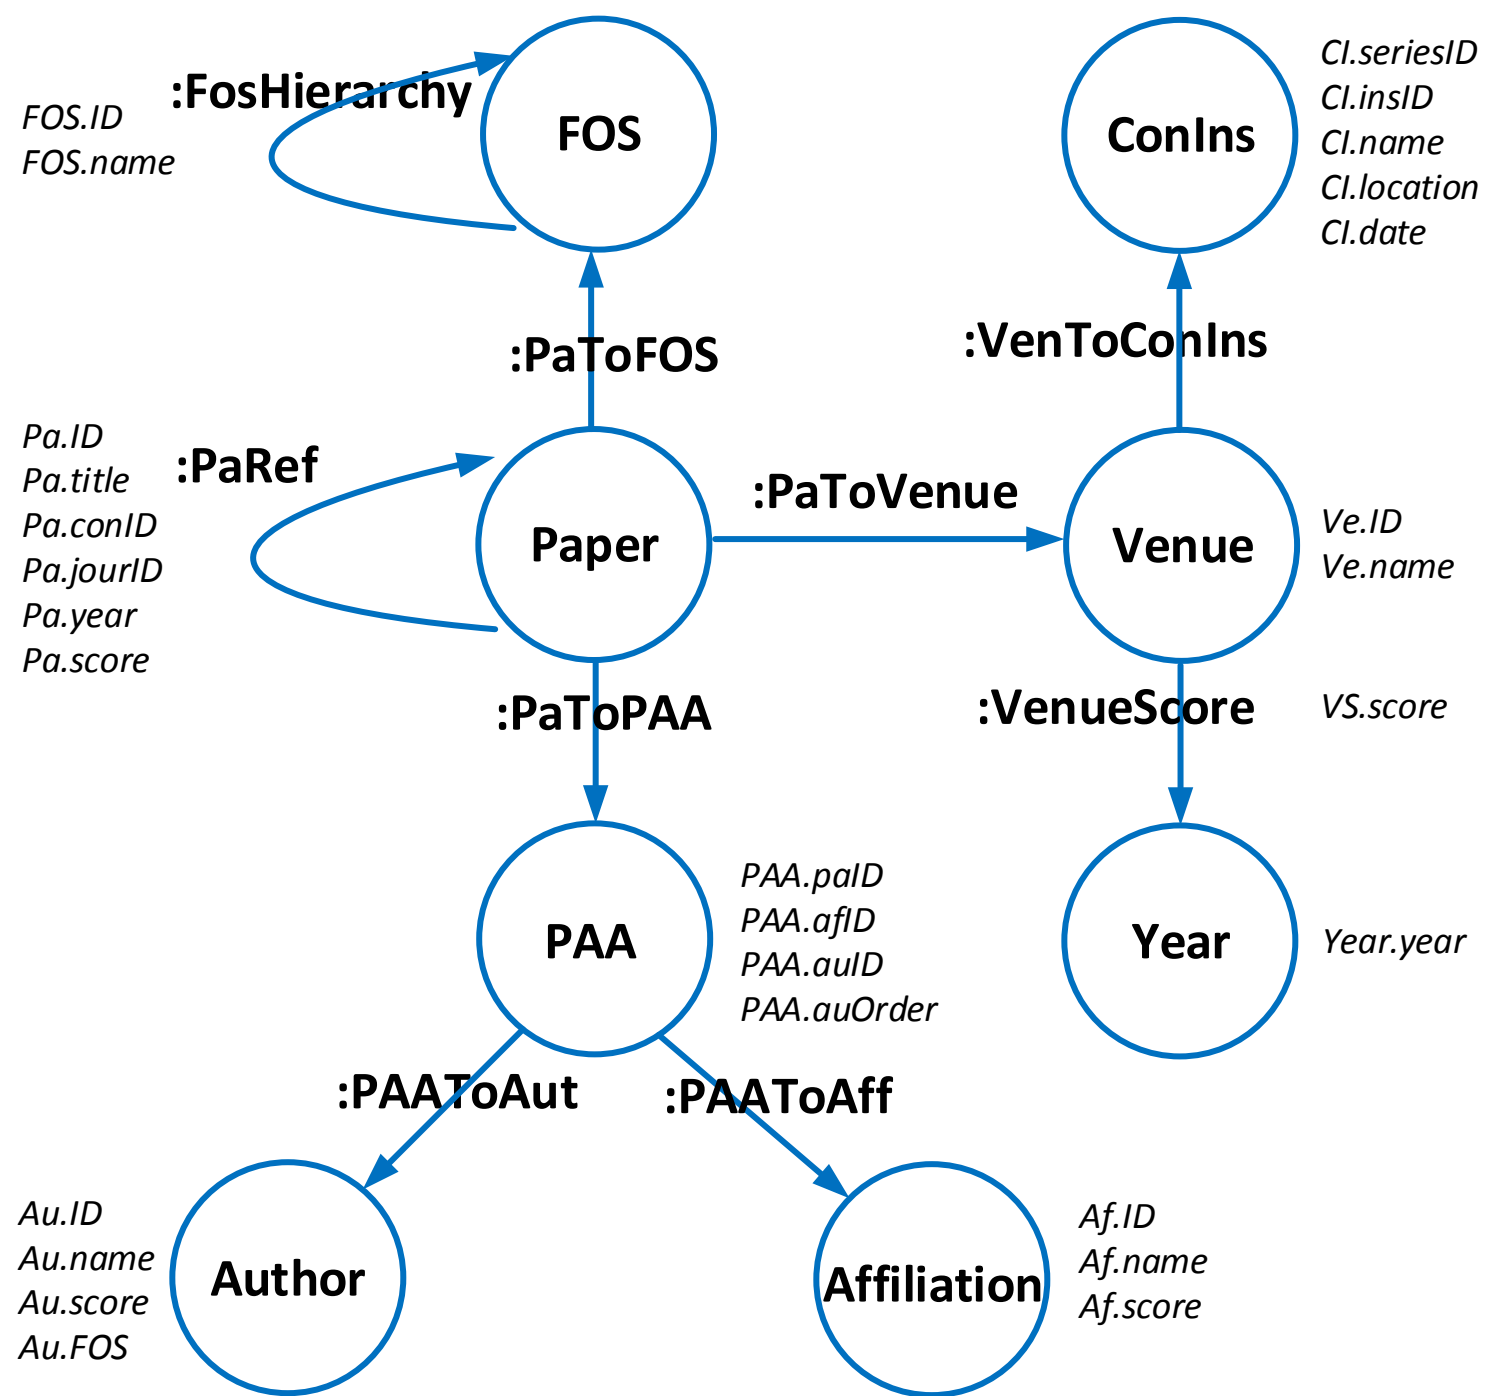 :FosHierarchy
FOS.ID
FOS.name
FOS
ConIns
CI.seriesID
CI.insID
CI.name
CI.location
CI.date
:PaToFOS
:VenToConIns
Pa.ID
Pa.title
Pa.conID
Pa.jourID
Pa.year
Pa.score
:PaRef
Paper
:PaToVenue
Venue
Ve.ID
Ve.name
:PaToPAA
:VenueScore
VS.score
PAA
PAA.paID
PAA.afID
PAA.auID
PAA.auOrder
Year
Year.year
:PAAToAut
:PAAToAff
Au.ID
Au.name
Au.score
Au.FOS
Author
Affiliation
Af.ID
Af.name
Af.score